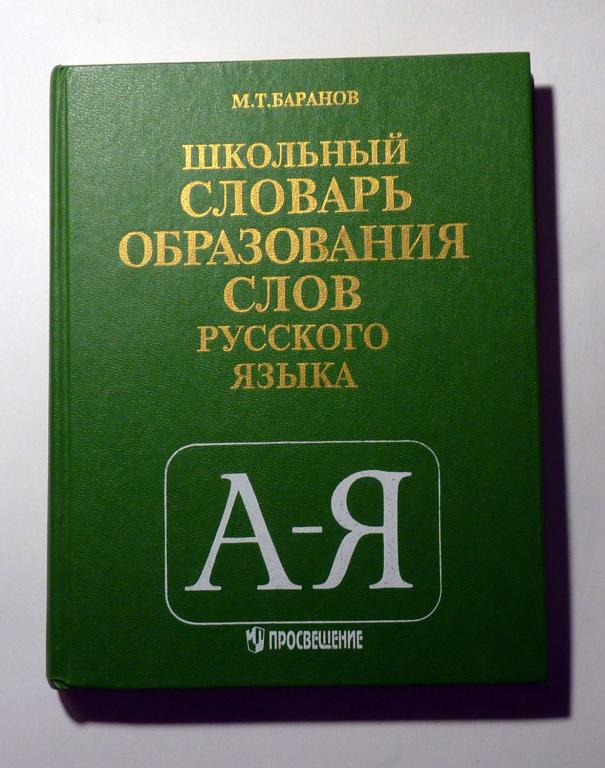 М.Т.БАРАНОВ
ШКОЛЬНЫЙ
СЛОВАРЬ
ОБРАЗОВАНИЯ
СЛОВ
РУССКОГО
ЯЗЫКА
А-Я
ПРОСВЕЩЕНИЕ